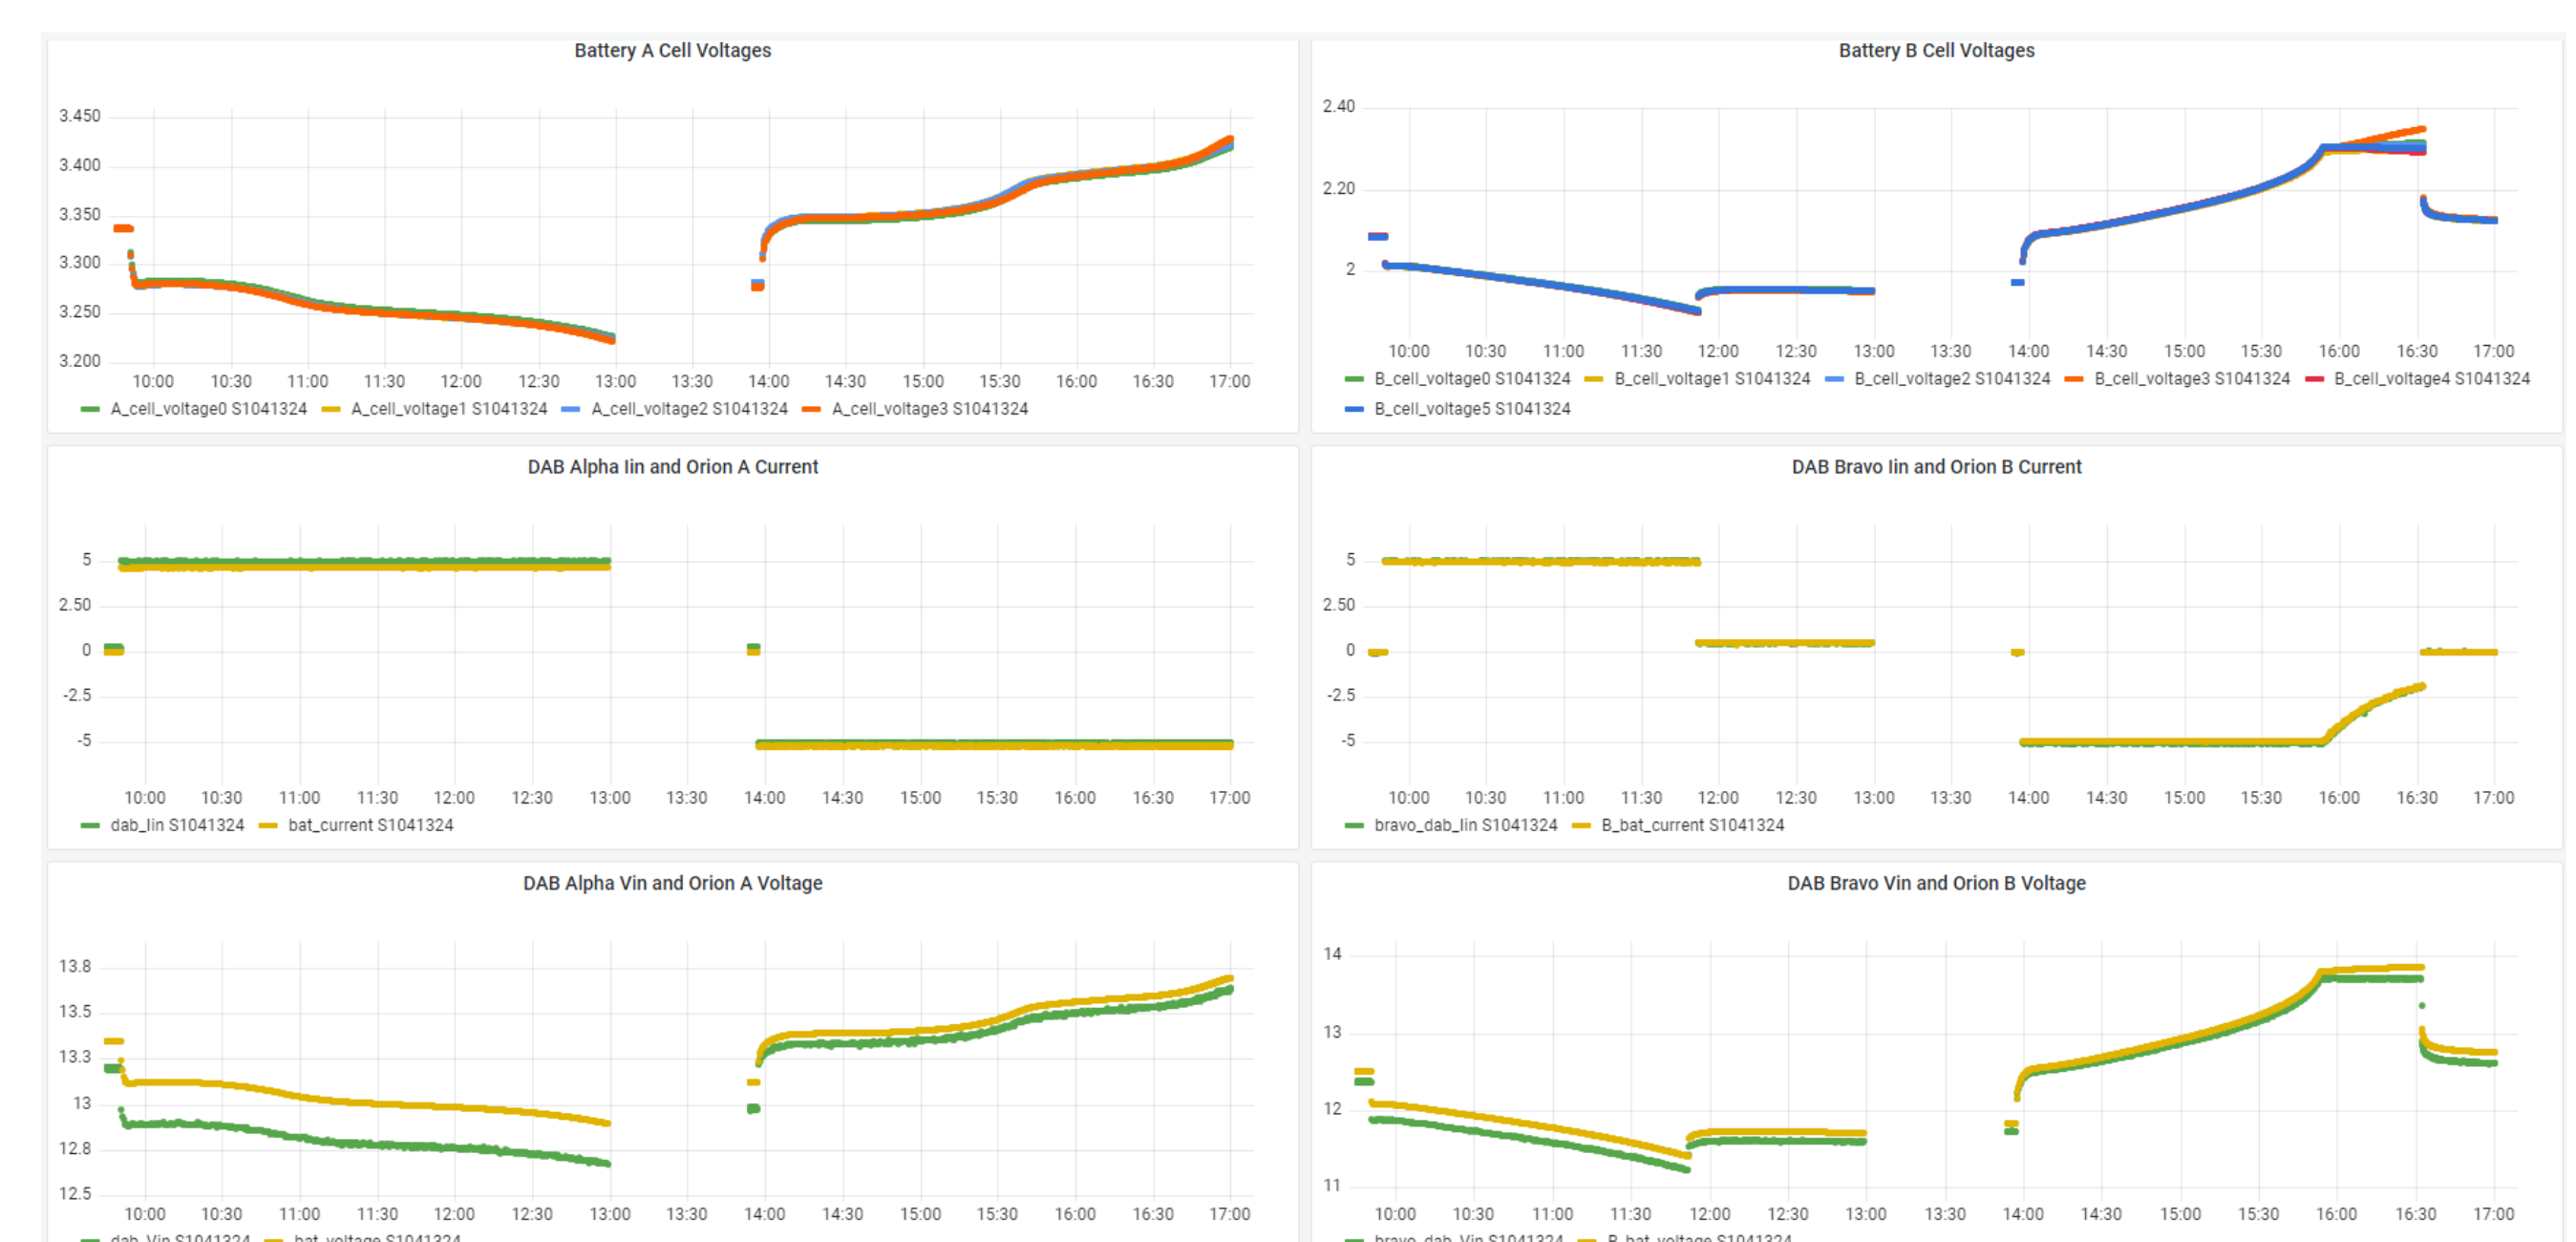 Battery A Cell Voltages
3.450
3.400
3.350
3.300
3.250
3.200
10:00 10:30 11:00 11:30 12:00 12:30 13:00 13:30 14:00 14:30 15:00 15:30 16:00 16:30 17:00
A_cell_voltage0 S1041324 A_cell_voltage1 S1041324 A_cell_voltage2 S1041324 A_cell_voltage3 S1041324
Battery B Cell Voltages
2.40
2.20
2
10:00 10:30 11:00 11:30 12:00 12:30 13:00 13:30 14:00 14:30 15:00 15:30 16:00 16:30 17:00
B_cell_voltage0 S1041324 B_cell_voltage1 S1041324 B_cell_voltage2 S1041324 B_cell_voltage3 S1041324 B_cell_voltage4 S1041324
B_cell_voltage5 S1041324
DAB Alpha Iin and Orion A Current
5
2.50
0
-2.5
-5
10:00 10:30 11:00 11:30 12:00 12:30 13:00 13:30 14:00 14:30 15:00 15:30 16:00 16:30 17:00
dab_Iin S1041324 bat_current S1041324
DAB Bravo Iin and Orion B Current
5
2.50
0
-2.5
-5
10:00 10:30 11:00 11:30 12:00 12:30 13:00 13:30 14:00 14:30 15:00 15:30 16:00 16:30 17:00
bravo_dab_Iin S1041324 B_bat_current S1041324
DAB Alpha Vin and Orion A Voltage
13.8
13.5
13.3
13
12.8
12.5
10:00 10:30 11:00 11:30 12:00 12:30 13:00 13:30 14:00 14:30 15:00 15:30 16:00 16:30 17:00
dab_Vin S1041324 bat_voltage S1041324
DAB Bravo Vin and Orion B Voltage
14
13
12
11
10:00 10:30 11:00 11:30 12:00 12:30 13:00 13:30 14:00 14:30 15:00 15:30 16:00 16:30 17:00
bravo_dab_Vin S1041324 B_bat_voltage S1041324